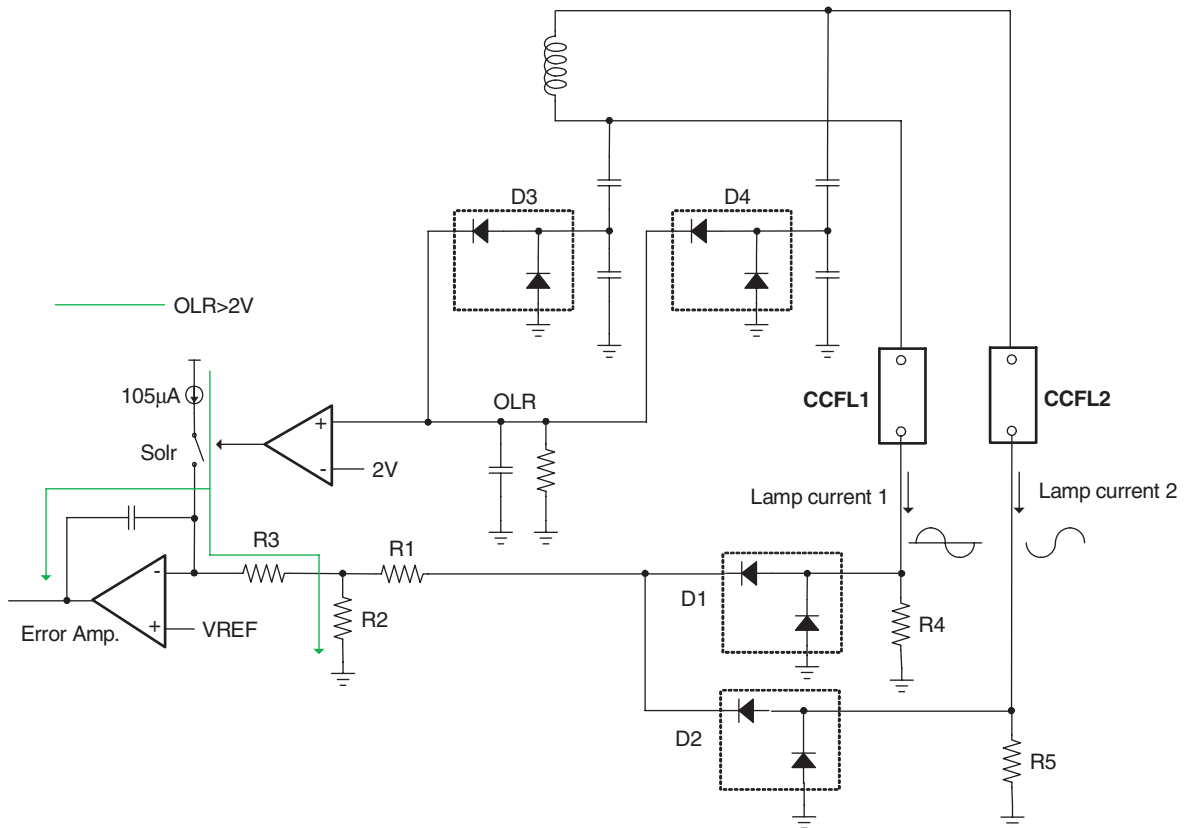 D3
D4
OLR>2V
105μA
OLR
CCFL1
CCFL2
+
-
2V
Solr
Lamp current 1
Lamp current 2
R3
R1
-
D1
R2
R4
+
VREF
Error Amp.
D2
R5